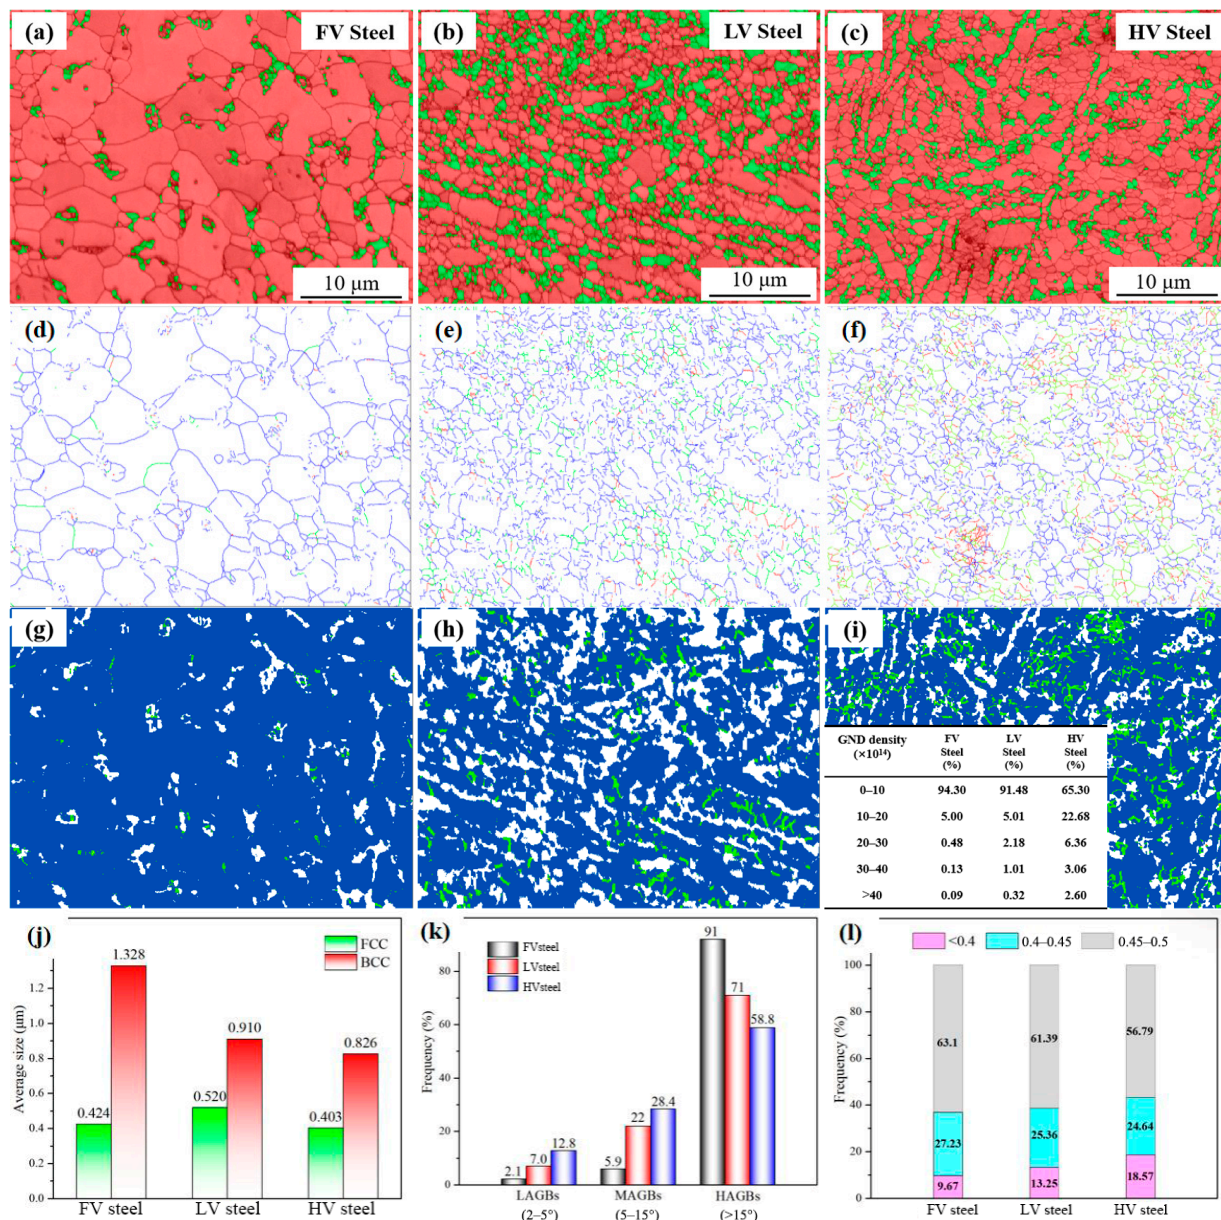 (a)
FV Steel
10 μm
(b)
LV Steel
10 μm
(c)
HV Steel
10 μm
(d)
(e)
(f)
(g)
(h)
(i)
GND density (×10¹⁴) FV Steel (%) LV Steel (%) HV Steel (%)
0–10 94.30 91.48 65.30
10–20 5.00 5.01 22.68
20–30 0.48 2.18 6.36
30–40 0.13 1.01 3.06
>40 0.09 0.32 2.60
(j)
FCC
BCC
Average size (μm)
1.2
1.0
0.8
0.6
0.4
0.2
0.0
0.424
1.328
0.520
0.910
0.403
0.826
FV steel LV steel HV steel
(k)
FVsteel
LVsteel
HVsteel
Frequency (%)
80
60
40
20
0
2.1 7.0 12.8
5.9 22 28.4
91 71 58.8
LAGBs MAGBs HAGBs
(2–5°) (5–15°) (>15°)
(l)
<0.4 0.4–0.45 0.45–0.5
Frequency (%)
100
80
60
40
20
0
63.1 61.39 56.79
27.23 25.36 24.64
9.67 13.25 18.57
FV steel LV steel HV steel